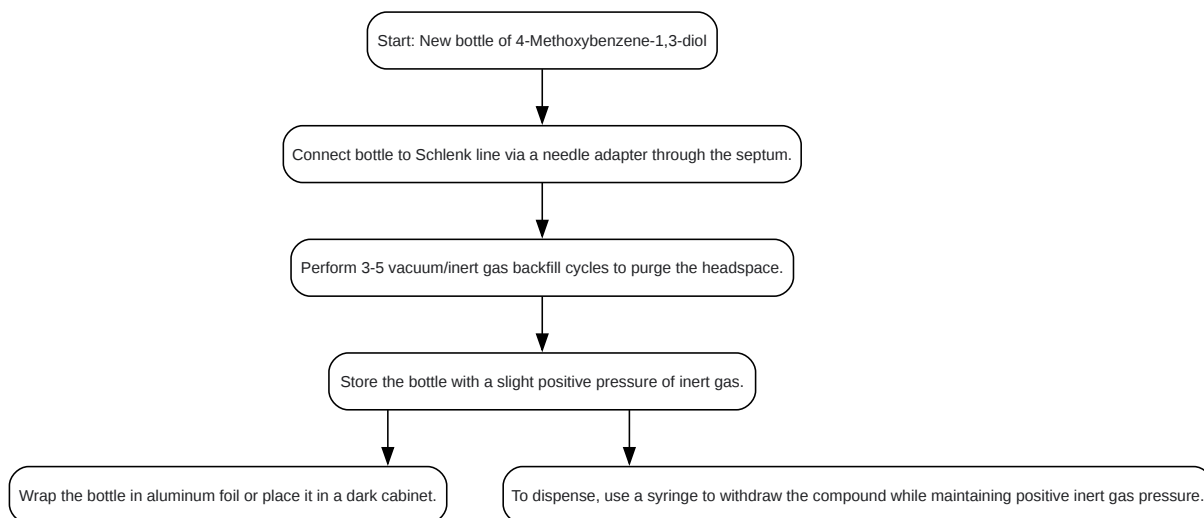 Start: New bottle of 4-Methoxybenzene-1,3-diol
Connect bottle to Schlenk line via a needle adapter through the septum.
Perform 3-5 vacuum/inert gas backfill cycles to purge the headspace.
Store the bottle with a slight positive pressure of inert gas.
Wrap the bottle in aluminum foil or place it in a dark cabinet.
To dispense, use a syringe to withdraw the compound while maintaining positive inert gas pressure.